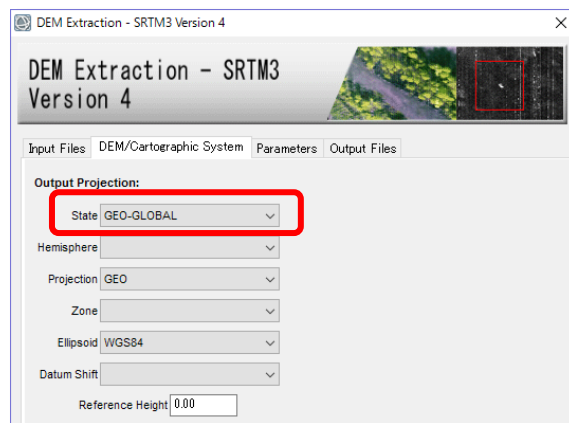 DEM Extraction - SRTM3 Version 4
DEM Extraction - SRTM3
Version 4
Input Files DEM/Cartographic System Parameters Output Files
Output Projection:
State GEO-GLOBAL
Hemisphere
Projection GEO
Zone
Ellipsoid WGS84
Datum Shift
Reference Height 0.00